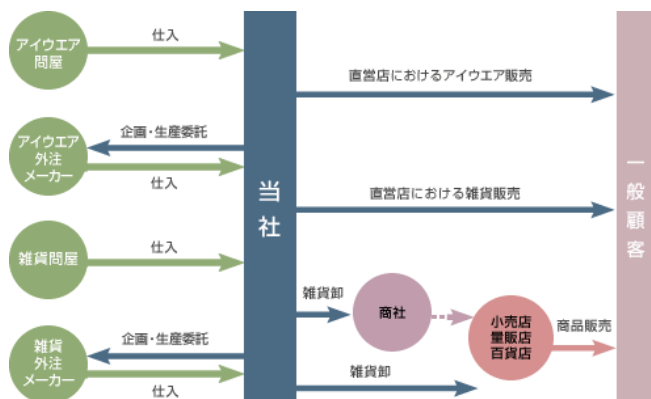 アイウエア
問屋
仕入
アイウエア
外注
メーカー
企画・生産委託
仕入
雑貨問屋
仕入
雑貨
外注
メーカー
企画・生産委託
仕入
当社
直営店におけるアイウエア販売
直営店における雑貨販売
雑貨卸
商社
小売店
量販店
百貨店
商品販売
雑貨卸
一般顧客